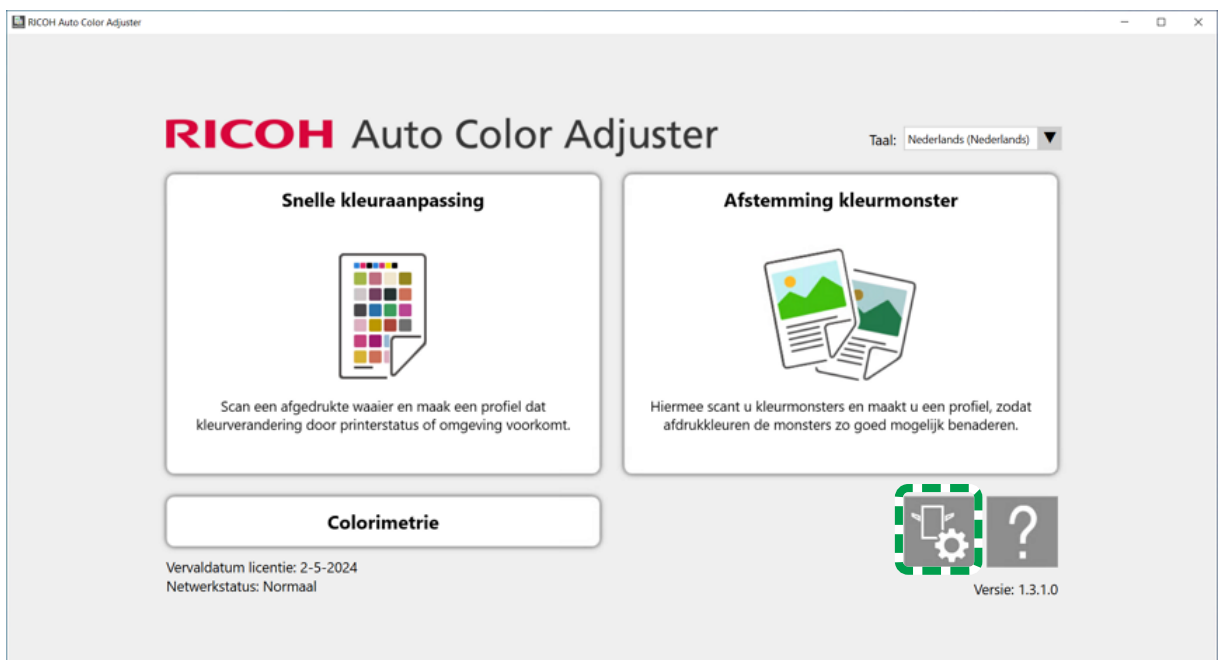 RICOH Auto Color Adjuster
RICOH Auto Color Adjuster
Taal: Nederlands (Nederlands)
Snelle kleuraanpassing
Scan een afgedrukte waaier en maak een profiel dat
kleurverandering door printerstatus of omgeving voorkomt.
Afstemming kleurmonster
Hiermee scant u kleurmonsters en maakt u een profiel, zodat
afdrukkleuren de monsters zo goed mogelijk benaderen.
Colorimetrie
?
Vervaldatum licentie: 2-5-2024
Netwerkstatus: Normaal
Versie: 1.3.1.0